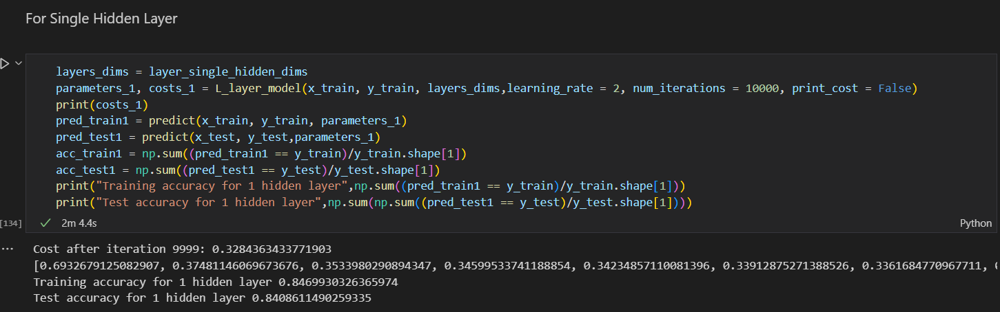 For Single Hidden Layer
layers_dims = layer_single_hidden_dims
parameters_1, costs_1 = L_layer_model(x_train, y_train, layers_dims,learning_rate = 2, num_iterations = 10000, print_cost = False)
print(costs_1)
pred_train1 = predict(x_train, y_train, parameters_1)
pred_test1 = predict(x_test, y_test,parameters_1)
acc_train1 = np.sum((pred_train1 == y_train)/y_train.shape[1])
acc_test1 = np.sum((pred_test1 == y_test)/y_test.shape[1])
print("Training accuracy for 1 hidden layer",np.sum((pred_train1 == y_train)/y_train.shape[1]))
print("Test accuracy for 1 hidden layer",np.sum(np.sum((pred_test1 == y_test)/y_test.shape[1])))
[134] 2m 4.4s Python
Cost after iteration 9999: 0.3284363433771903
[0.6932679125082907, 0.37481146069673676, 0.3533980290894347, 0.34599533741188854, 0.34234857110081396, 0.33912875271388526, 0.3361684770967711,
Training accuracy for 1 hidden layer 0.8469930326365974
Test accuracy for 1 hidden layer 0.8408611490259335